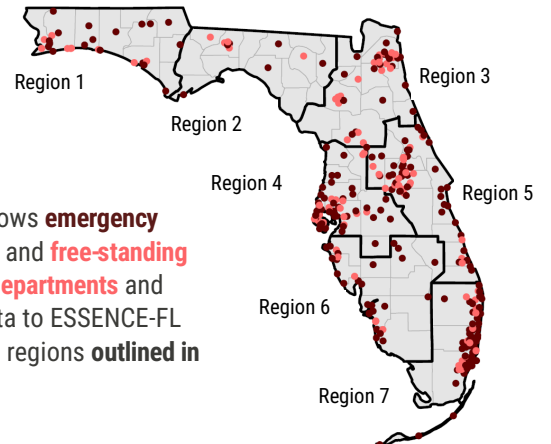 Region 1
Region 2
Region 3
Region 4
Region 5
ows emergency
and free-standing
epartments and
ta to ESSENCE-FL
regions outlined in
Region 6
Region 7